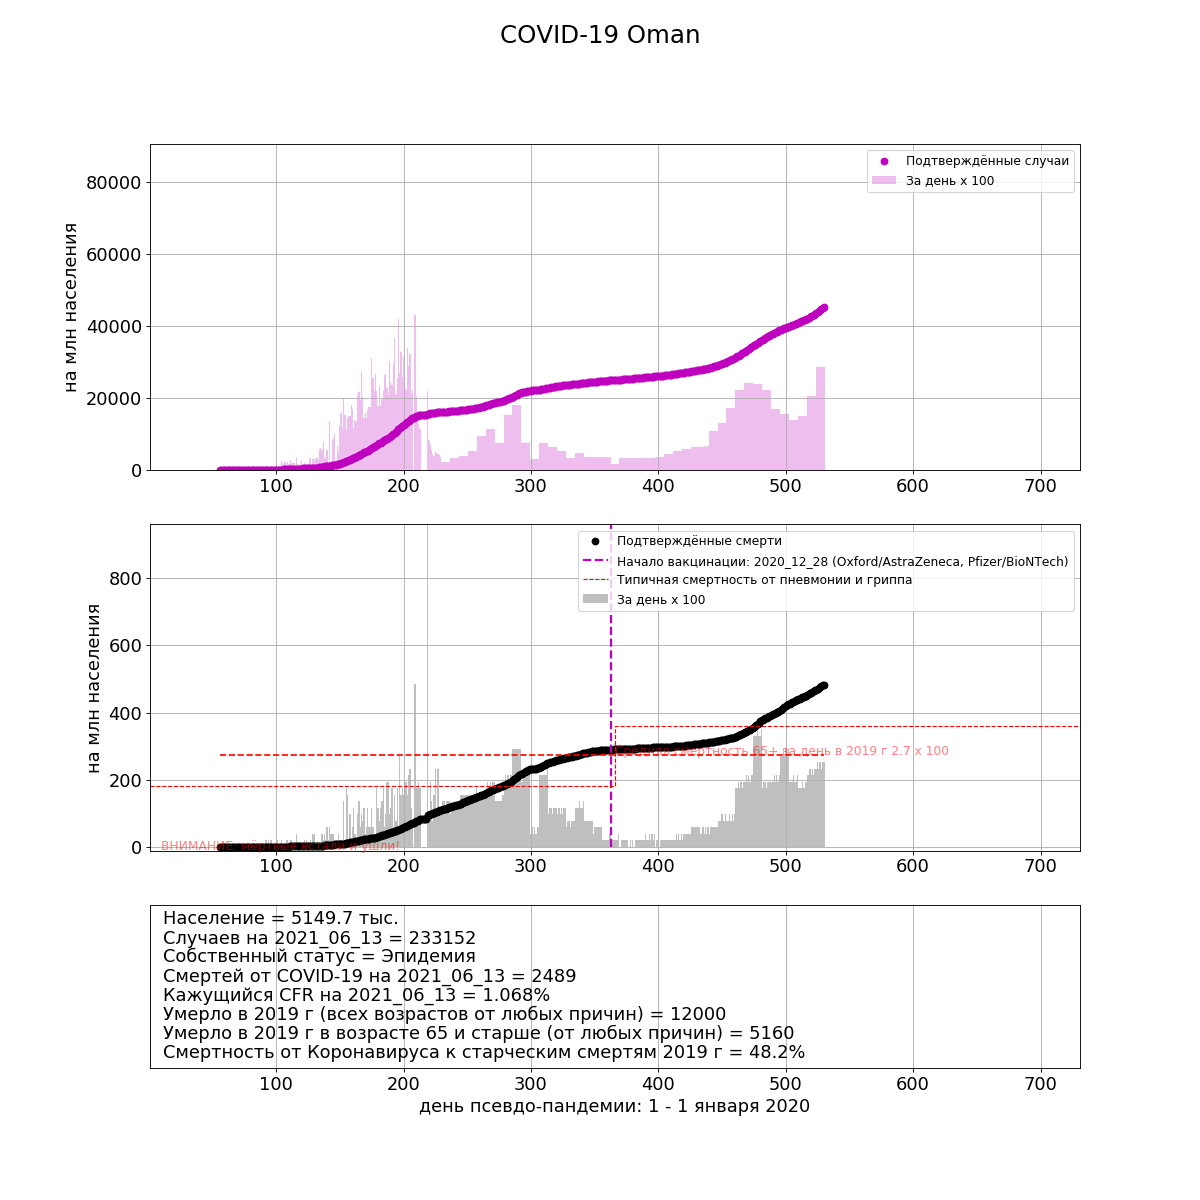 COVID-19 Oman
80000
60000
40000
20000
0
на млн населения
Подтверждённые случаи
За день x 100
100 200 300 400 500 600 700
800
600
400
200
0
на млн населения
Подтверждённые смерти
Начало вакцинации: 2020_12_28 (Oxford/AstraZeneca, Pfizer/BioNTech)
Типичная смертность от пневмонии и гриппа
За день x 100
смертность 65+ за день в 2019 г 2.7 x 100
ВНИМАНИЕ ушли!
100 200 300 400 500 600 700
Население = 5149.7 тыс.
Случаев на 2021_06_13 = 233152
Собственный статус = Эпидемия
Смертей от COVID-19 на 2021_06_13 = 2489
Кажущийся CFR на 2021_06_13 = 1.068%
Умерло в 2019 г (всех возрастов от любых причин) = 12000
Умерло в 2019 г в возрасте 65 и старше (от любых причин) = 5160
Смертность от Коронавируса к старческим смертям 2019 г = 48.2%
100 200 300 400 500 600 700
день псевдо-пандемии: 1 - 1 января 2020